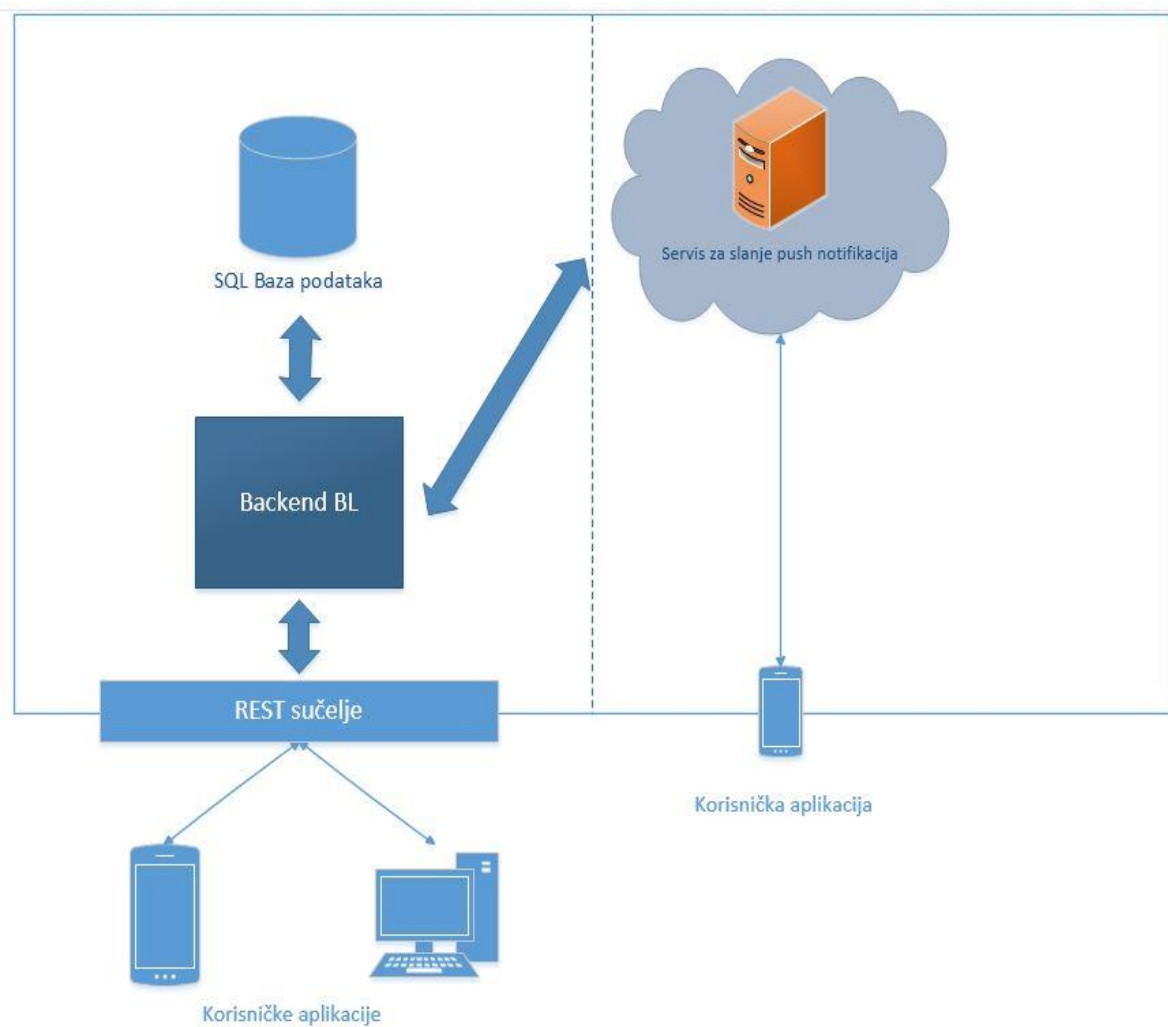 SQL Baza podataka
Servis za slanje push notifikacija
Backend BL
REST sučelje
Korisnička aplikacija
Korisničke aplikacije